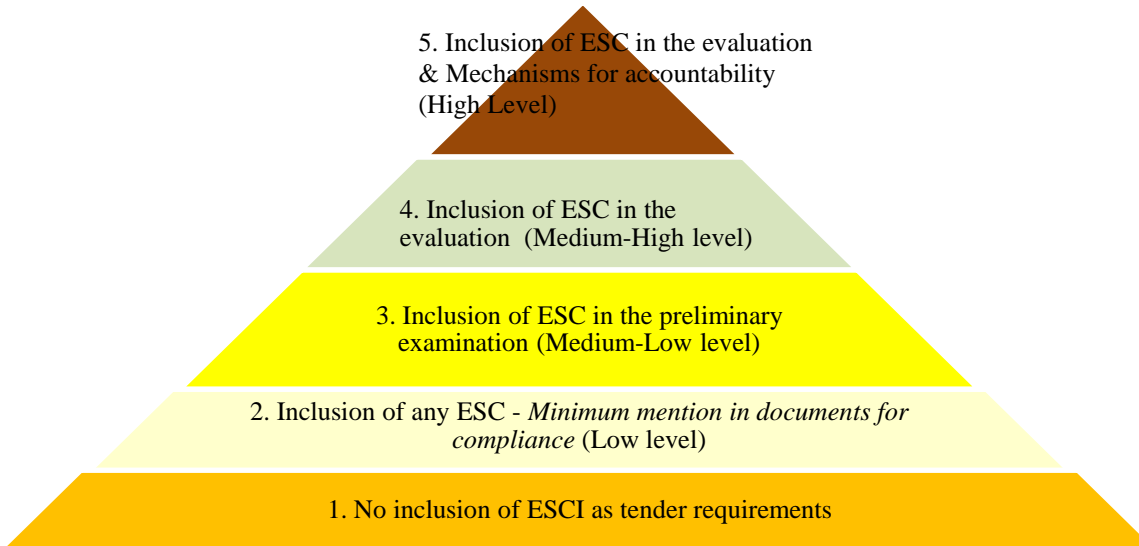 5. Inclusion of ESC in the evaluation
& Mechanisms for accountability
(High Level)
4. Inclusion of ESC in the
evaluation  (Medium-High level)
3. Inclusion of ESC in the preliminary
examination (Medium-Low level)
2. Inclusion of any ESC - Minimum mention in documents for
compliance (Low level)
1. No inclusion of ESCI as tender requirements